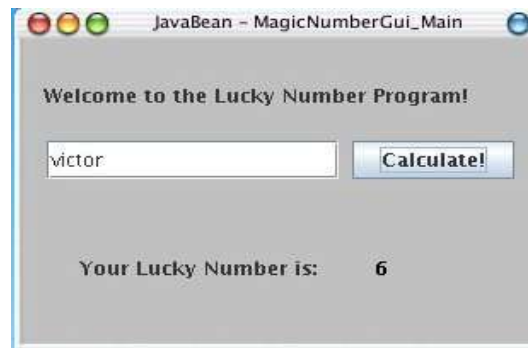 JavaBean - MagicNumberGui_Main
Welcome to the Lucky Number Program!
victor Calculate!
Your Lucky Number is: 6